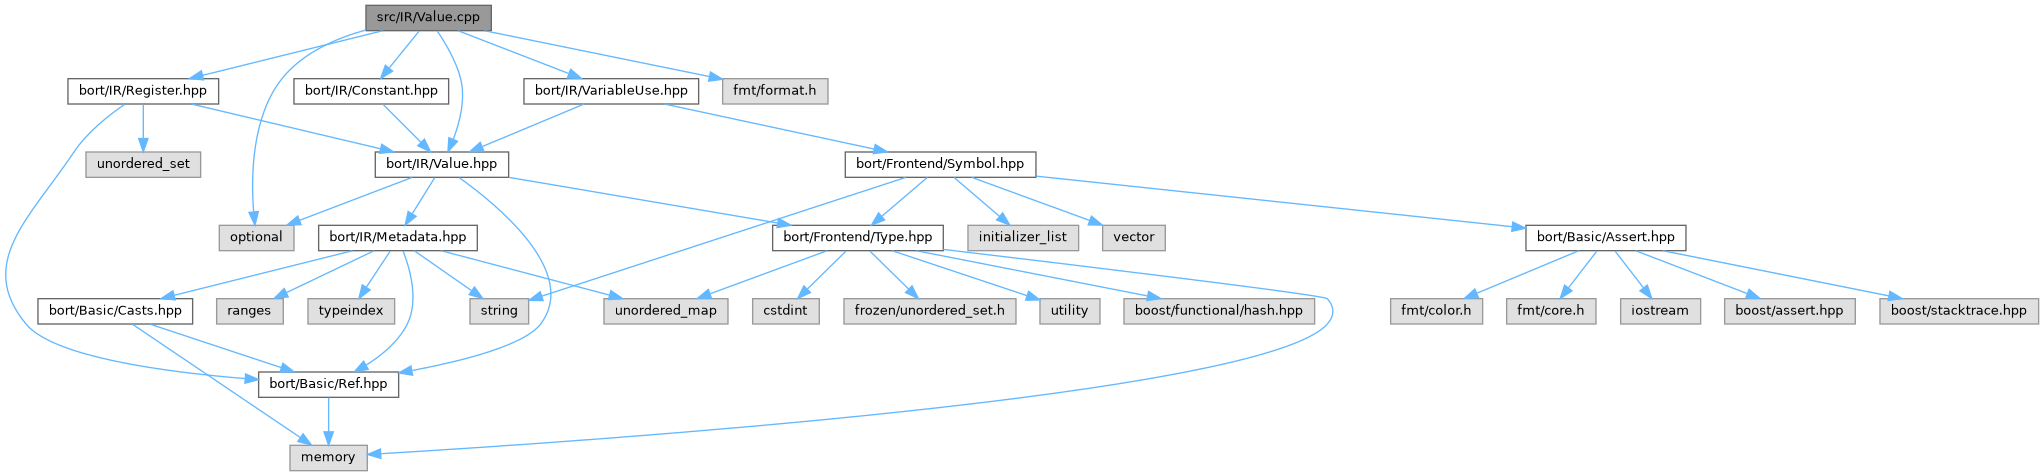 src/IR/Value.cpp
bort/IR/Register.hpp
bort/IR/Constant.hpp
bort/IR/VariableUse.hpp
fmt/format.h
unordered_set
bort/IR/Value.hpp
bort/Frontend/Symbol.hpp
optional
bort/IR/Metadata.hpp
bort/Frontend/Type.hpp
initializer_list
vector
bort/Basic/Assert.hpp
bort/Basic/Casts.hpp
ranges
typeindex
string
unordered_map
cstdint
frozen/unordered_set.h
utility
boost/functional/hash.hpp
fmt/color.h
fmt/core.h
iostream
boost/assert.hpp
boost/stacktrace.hpp
bort/Basic/Ref.hpp
memory